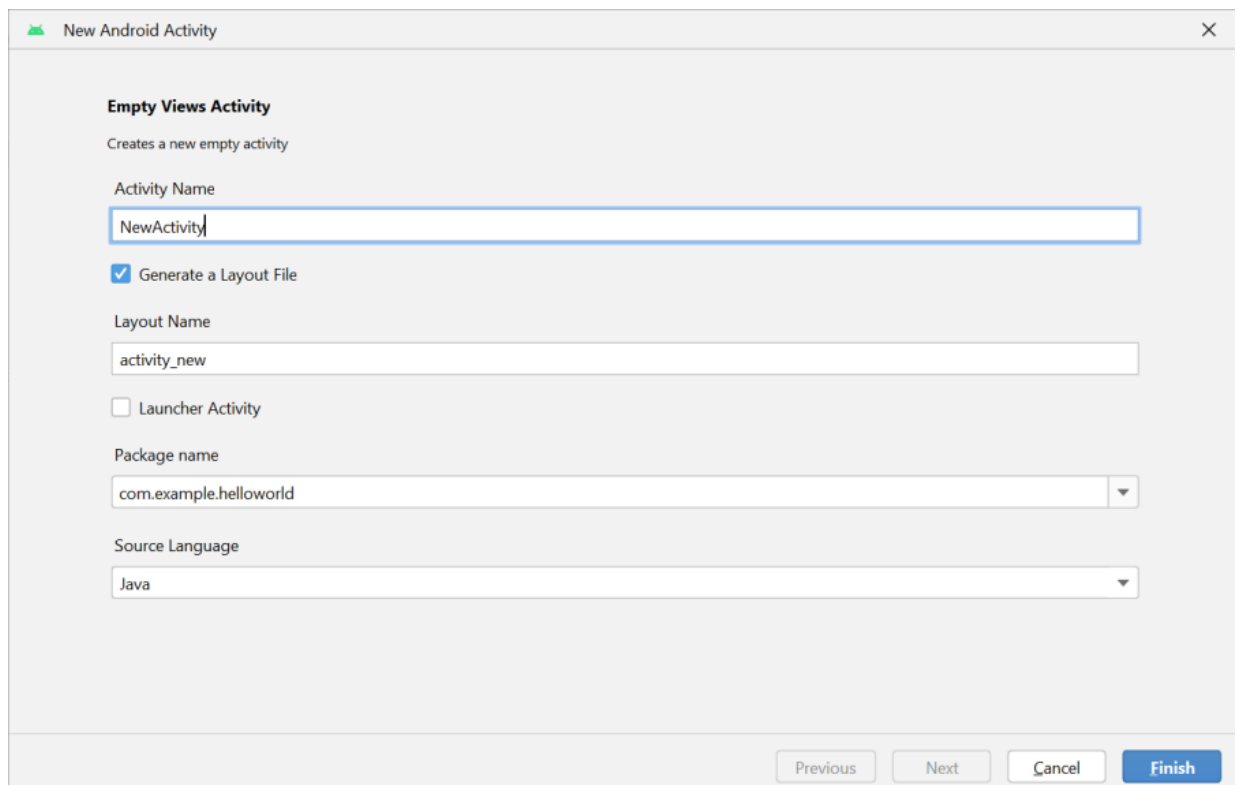 New Android Activity
Empty Views Activity
Creates a new empty activity
Activity Name
NewActivity
Generate a Layout File
Layout Name
activity_new
Launcher Activity
Package name
com.example.helloworld
Source Language
Java
Previous
Next
Cancel
Finish